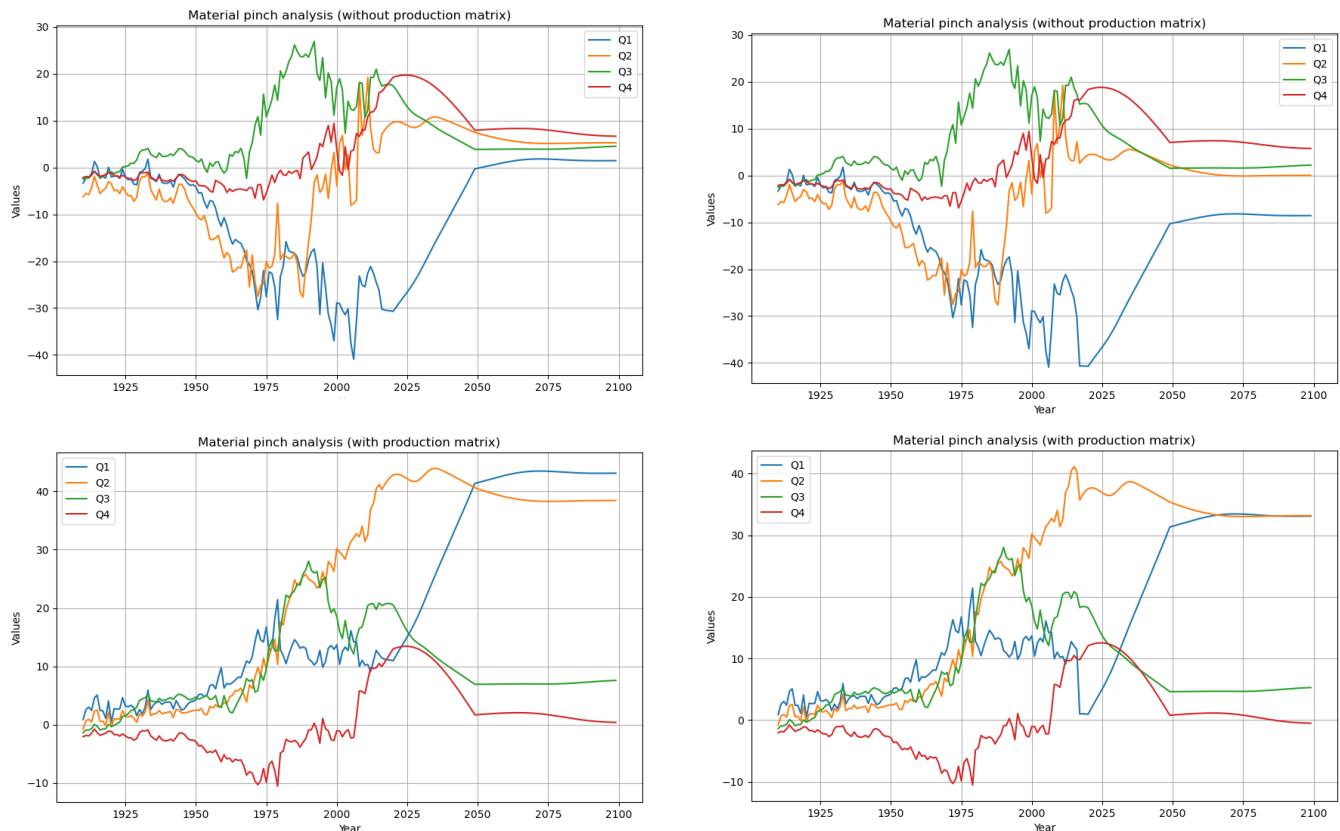 Material pinch analysis (without production matrix)
30
20
10
0
−10
−20
−30
−40
Values
Q1
Q2
Q3
Q4
1925
1950
1975
2000
2025
2050
2075
2100
Material pinch analysis (without production matrix)
30
20
10
0
−10
−20
−30
−40
Values
Q1
Q2
Q3
Q4
1925
1950
1975
2000
2025
2050
2075
2100
Year
Material pinch analysis (with production matrix)
40
30
20
10
0
−10
Values
Q1
Q2
Q3
Q4
1925
1950
1975
2000
2025
2050
2075
2100
Year
Material pinch analysis (with production matrix)
40
30
20
10
0
−10
Values
Q1
Q2
Q3
Q4
1925
1950
1975
2000
2025
2050
2075
2100
Year